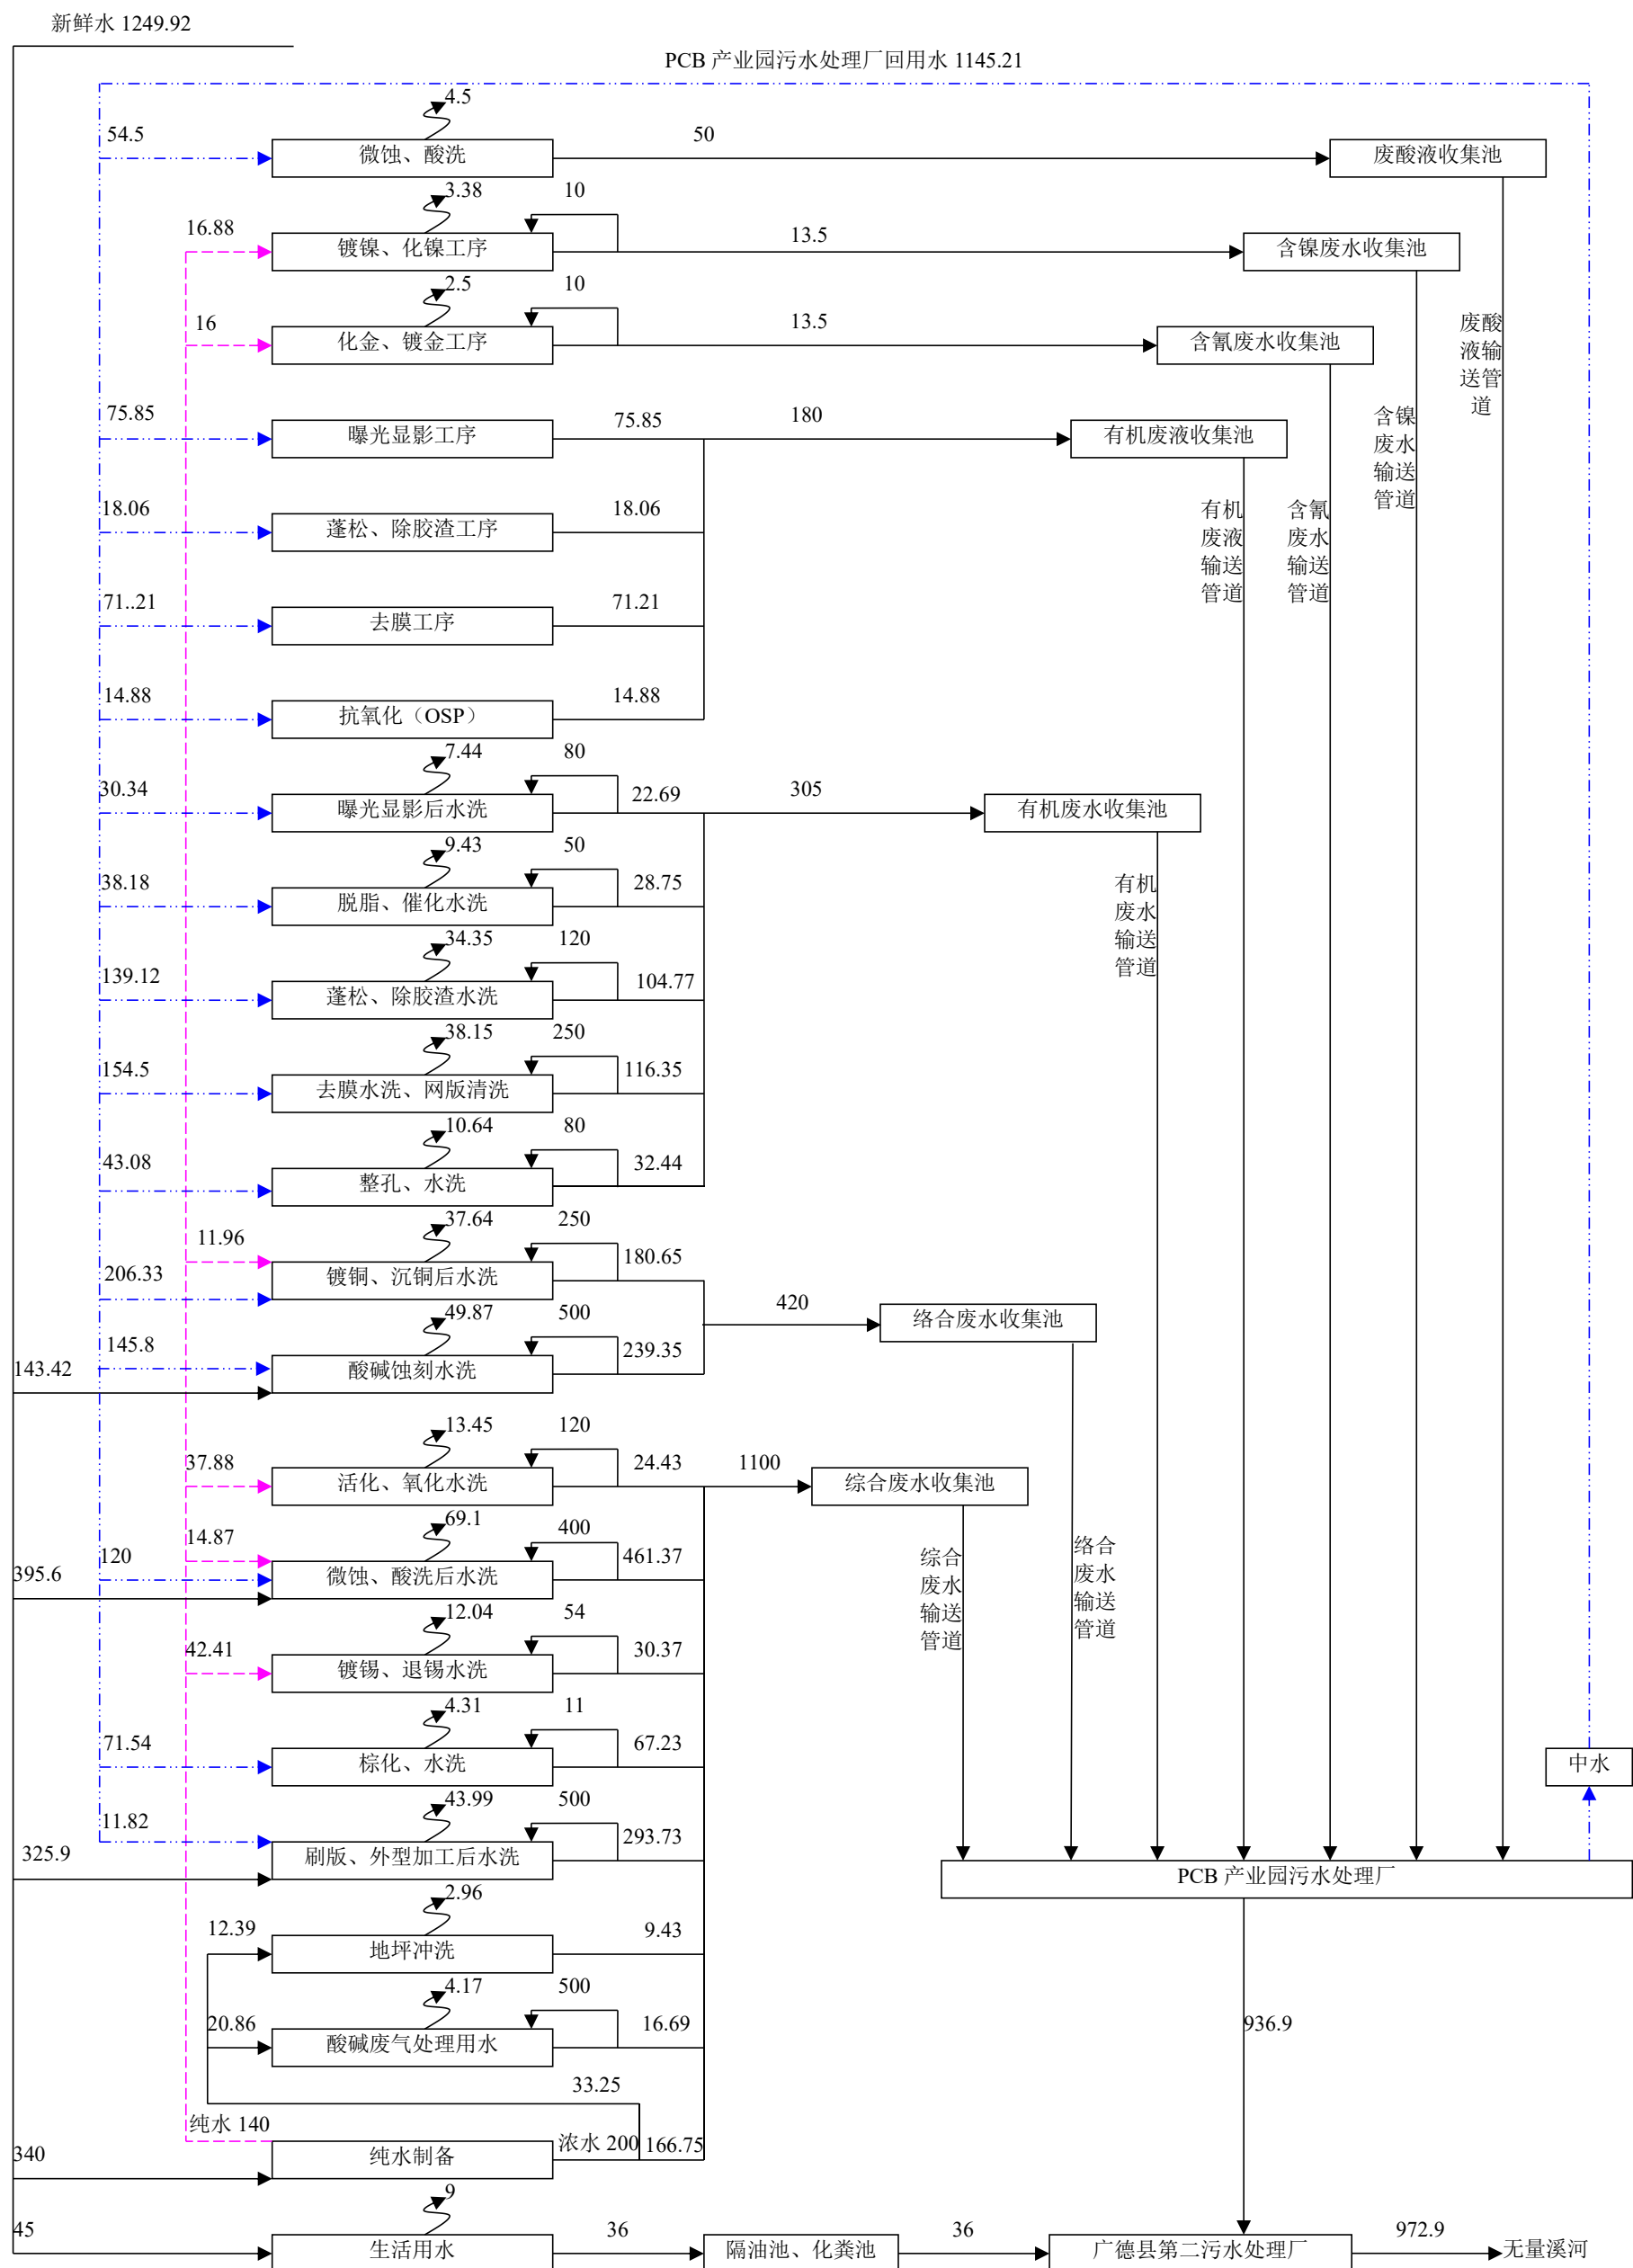 新鲜水 1249.92
PCB 产业园污水处理厂回用水 1145.21
4.5
54.5
微蚀、酸洗
50
废酸液收集池
3.38
10
16.88
镀镍、化镍工序
13.5
含镍废水收集池
2.5
10
16
化金、镀金工序
13.5
含氰废水收集池
废酸
液输
送管
道
75.85
曝光显影工序
75.85
180
有机废液收集池
含镍
废水
输送
管道
18.06
蓬松、除胶渣工序
18.06
有机
废液
输送
管道
含氰
废水
输送
管道
71..21
去膜工序
71.21
14.88
抗氧化（OSP）
14.88
7.44
80
30.34
曝光显影后水洗
22.69
305
有机废水收集池
9.43
50
38.18
脱脂、催化水洗
28.75
有机
废水
输送
管道
34.35
120
139.12
蓬松、除胶渣水洗
104.77
38.15
250
154.5
去膜水洗、网版清洗
116.35
10.64
80
43.08
整孔、水洗
32.44
37.64
250
11.96
206.33
镀铜、沉铜后水洗
180.65
420
络合废水收集池
49.87
500
145.8
143.42
酸碱蚀刻水洗
239.35
13.45
120
37.88
活化、氧化水洗
24.43
1100
综合废水收集池
69.1
400
14.87
120
395.6
微蚀、酸洗后水洗
461.37
综合
废水
输送
管道
络合
废水
输送
管道
12.04
54
42.41
镀锡、退锡水洗
30.37
4.31
11
71.54
棕化、水洗
67.23
中水
43.99
500
11.82
325.9
刷版、外型加工后水洗
293.73
PCB 产业园污水处理厂
2.96
12.39
地坪冲洗
9.43
4.17
500
20.86
酸碱废气处理用水
16.69
936.9
33.25
纯水 140
340
纯水制备
浓水 200
166.75
9
45
生活用水
36
隔油池、化粪池
36
广德县第二污水处理厂
972.9
无量溪河